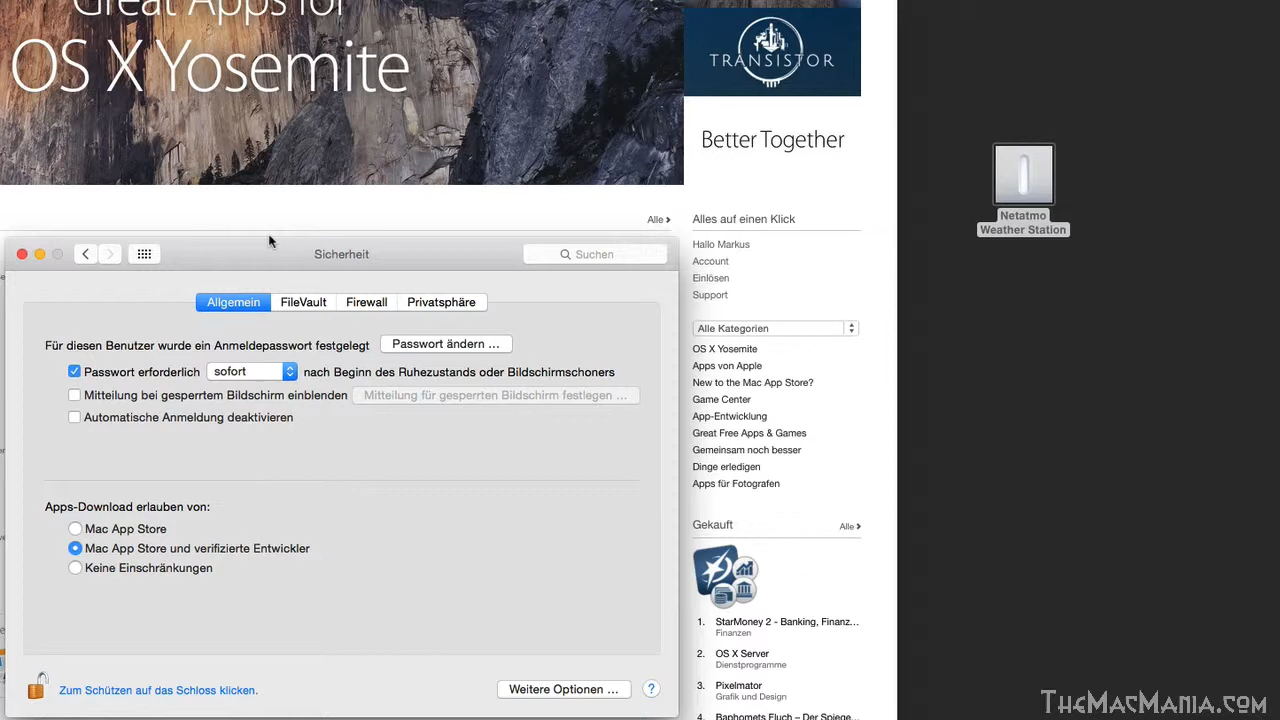 Great Apps for
OS X Yosemite
TRANSISTOR
Better Together
Netatmo
Weather Station
Alle
Alles auf einen Klick
Hallo Markus
Account
Einlösen
Support
Alle Kategorien
OS X Yosemite
Apps von Apple
New to the Mac App Store?
Game Center
App-Entwicklung
Great Free Apps & Games
Gemeinsam noch besser
Dinge erledigen
Apps für Fotografen
Gekauft
Alle
1. StarMoney 2 - Banking, Finanz...
Finanzen
2. OS X Server
Dienstprogramme
3. Pixelmator
Grafik und Design
4. Baphomets Fluch – Der Spiege...
Sicherheit
Suchen
Allgemein
FileVault
Firewall
Privatsphäre
Für diesen Benutzer wurde ein Anmeldepasswort festgelegt
Passwort ändern ...
Passwort erforderlich sofort nach Beginn des Ruhezustands oder Bildschirmschoners
Mitteilung bei gesperrtem Bildschirm einblenden
Mitteilung für gesperrten Bildschirm festlegen ...
Automatische Anmeldung deaktivieren
Apps-Download erlauben von:
Mac App Store
Mac App Store und verifizierte Entwickler
Keine Einschränkungen
Zum Schützen auf das Schloss klicken.
Weitere Optionen ...
?
TheMacMania.com